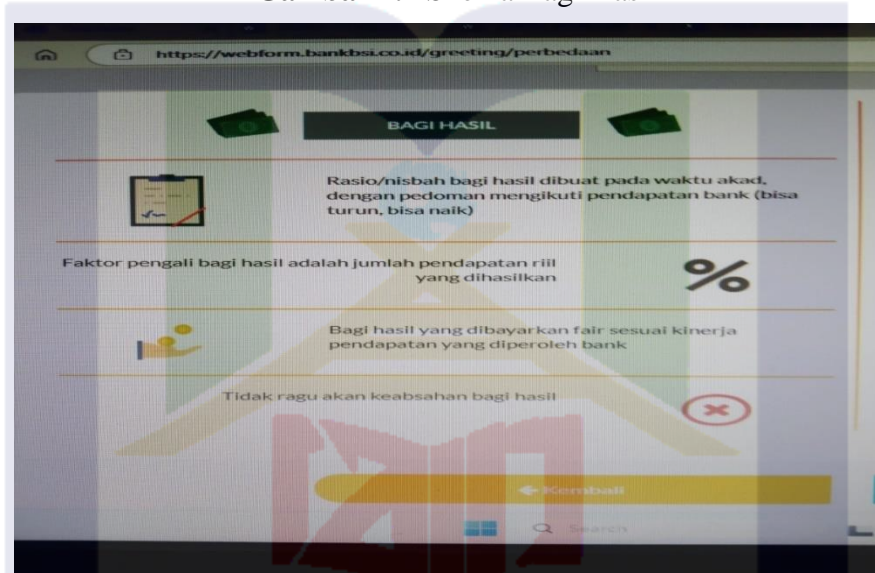 https://webform.bankbsi.co.id/greeting/perbedaan
BAGI HASIL
Rasio/nisbah bagi hasil dibuat pada waktu akad,
dengan pedoman mengikuti pendapatan bank (bisa
turun, bisa naik)
Faktor pengali bagi hasil adalah jumlah pendapatan riil
yang dihasilkan
%
Bagi hasil yang dibayarkan fair sesuai kinerja
pendapatan yang diperoleh bank
Tidak ragu akan keabsahan bagi hasil
Kembali
Search